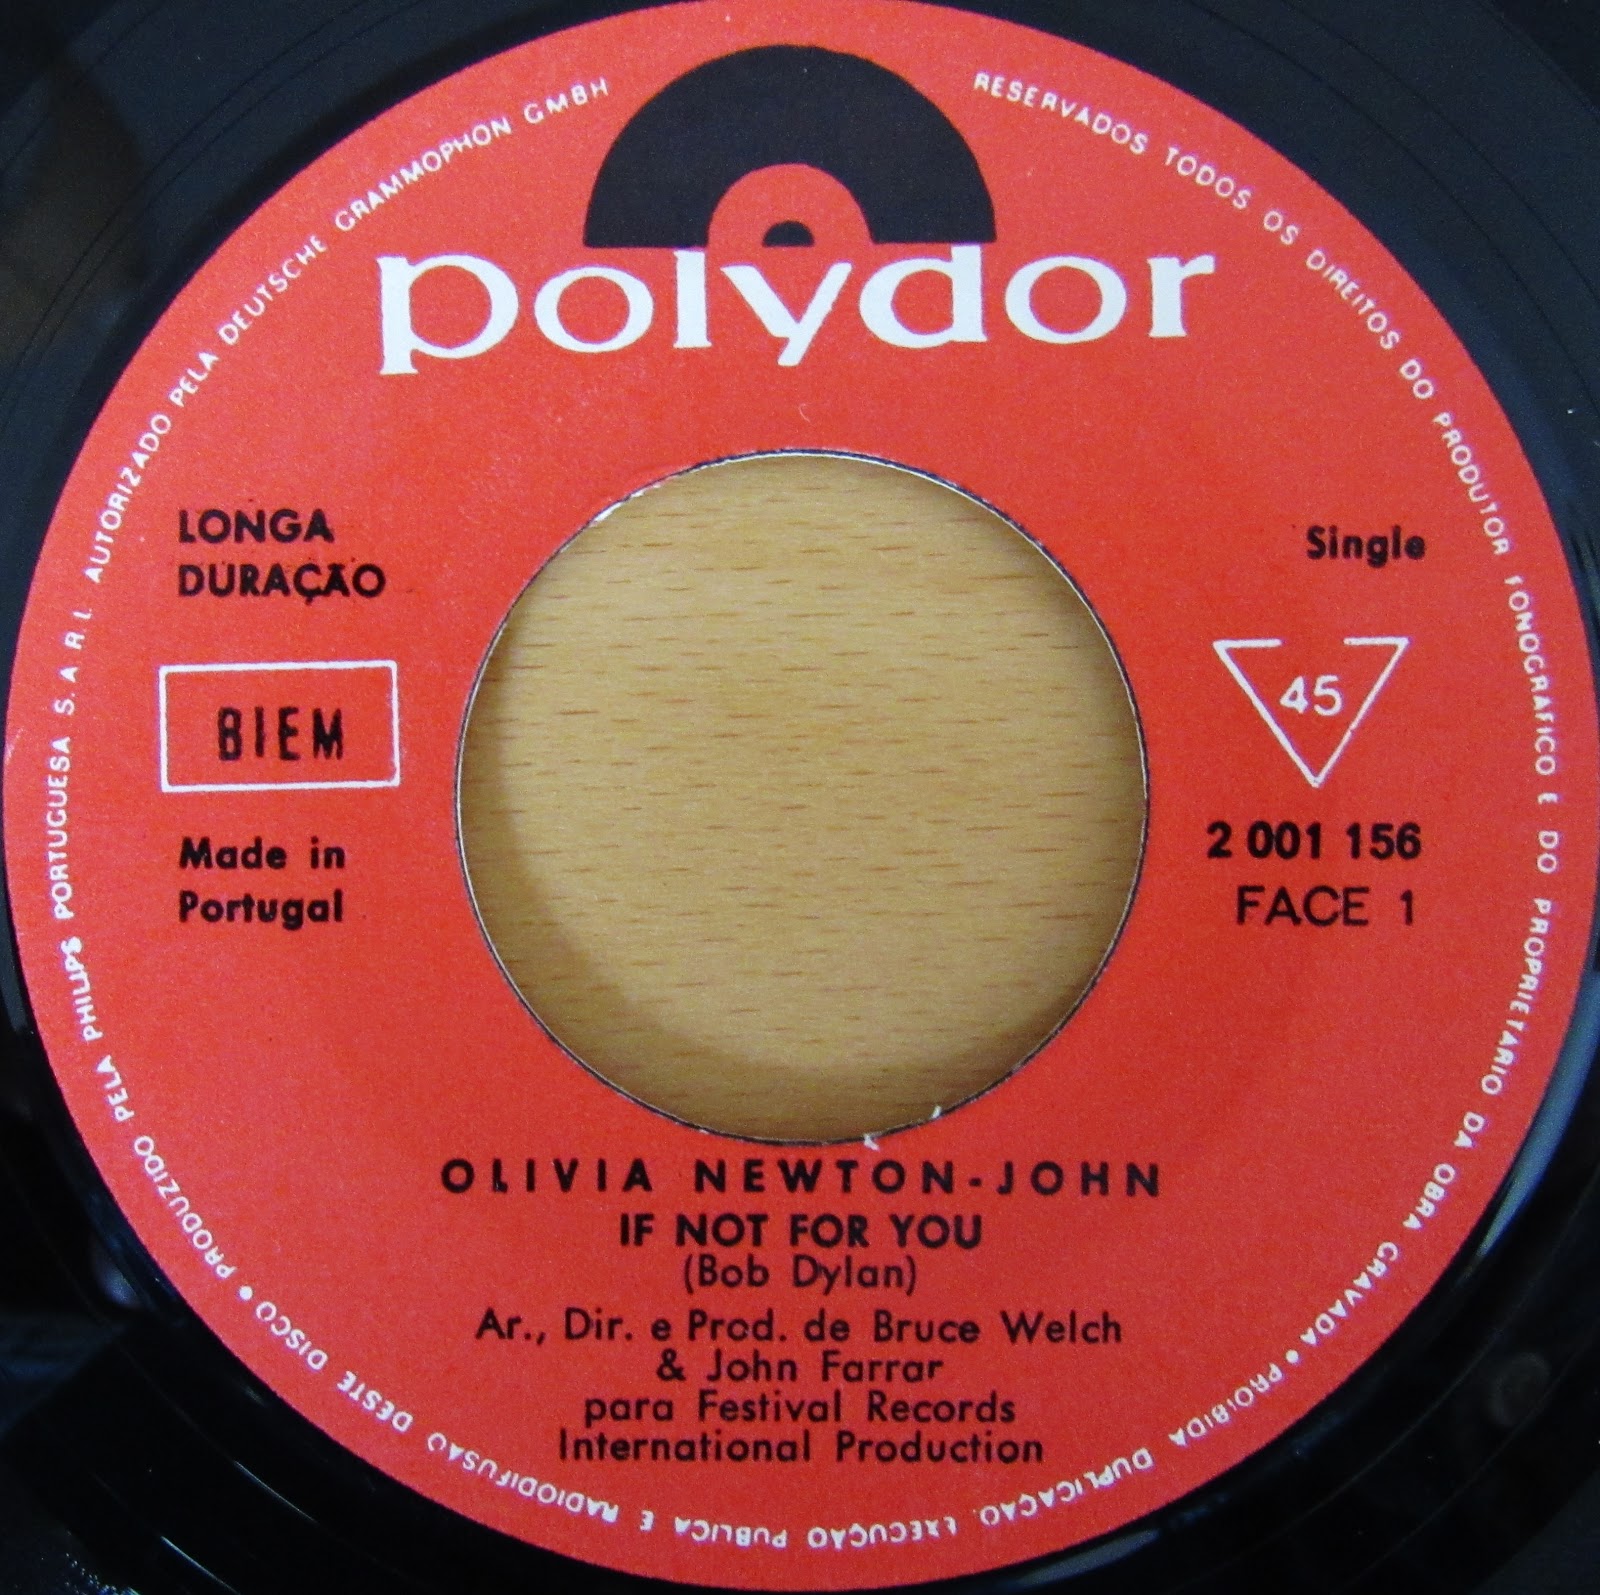 polydor
LONGA
DURAÇÃO
BIEM
Made in
Portugal
Single
45
2 001 156
FACE 1
OLIVIA NEWTON-JOHN
IF NOT FOR YOU
(Bob Dylan)
Ar., Dir. e Prod. de Bruce Welch
& John Farrar
para Festival Records
International Production
RESERVADOS TODOS OS DIREITOS DO PRODUTOR FONOGRAFICO E DO PROPRIETARIO DA OBRA GRAVADA • PROIBIDA DUPLICAÇAO, EXECUÇAO PUBLICA E RADIODIFUSAO DESTE DISCO • PRODUZIDO PELA PHILIPS PORTUGUESA S.A.R.L. AUTORIZADO PELA DEUTSCHE GRAMMOPHON GMBH